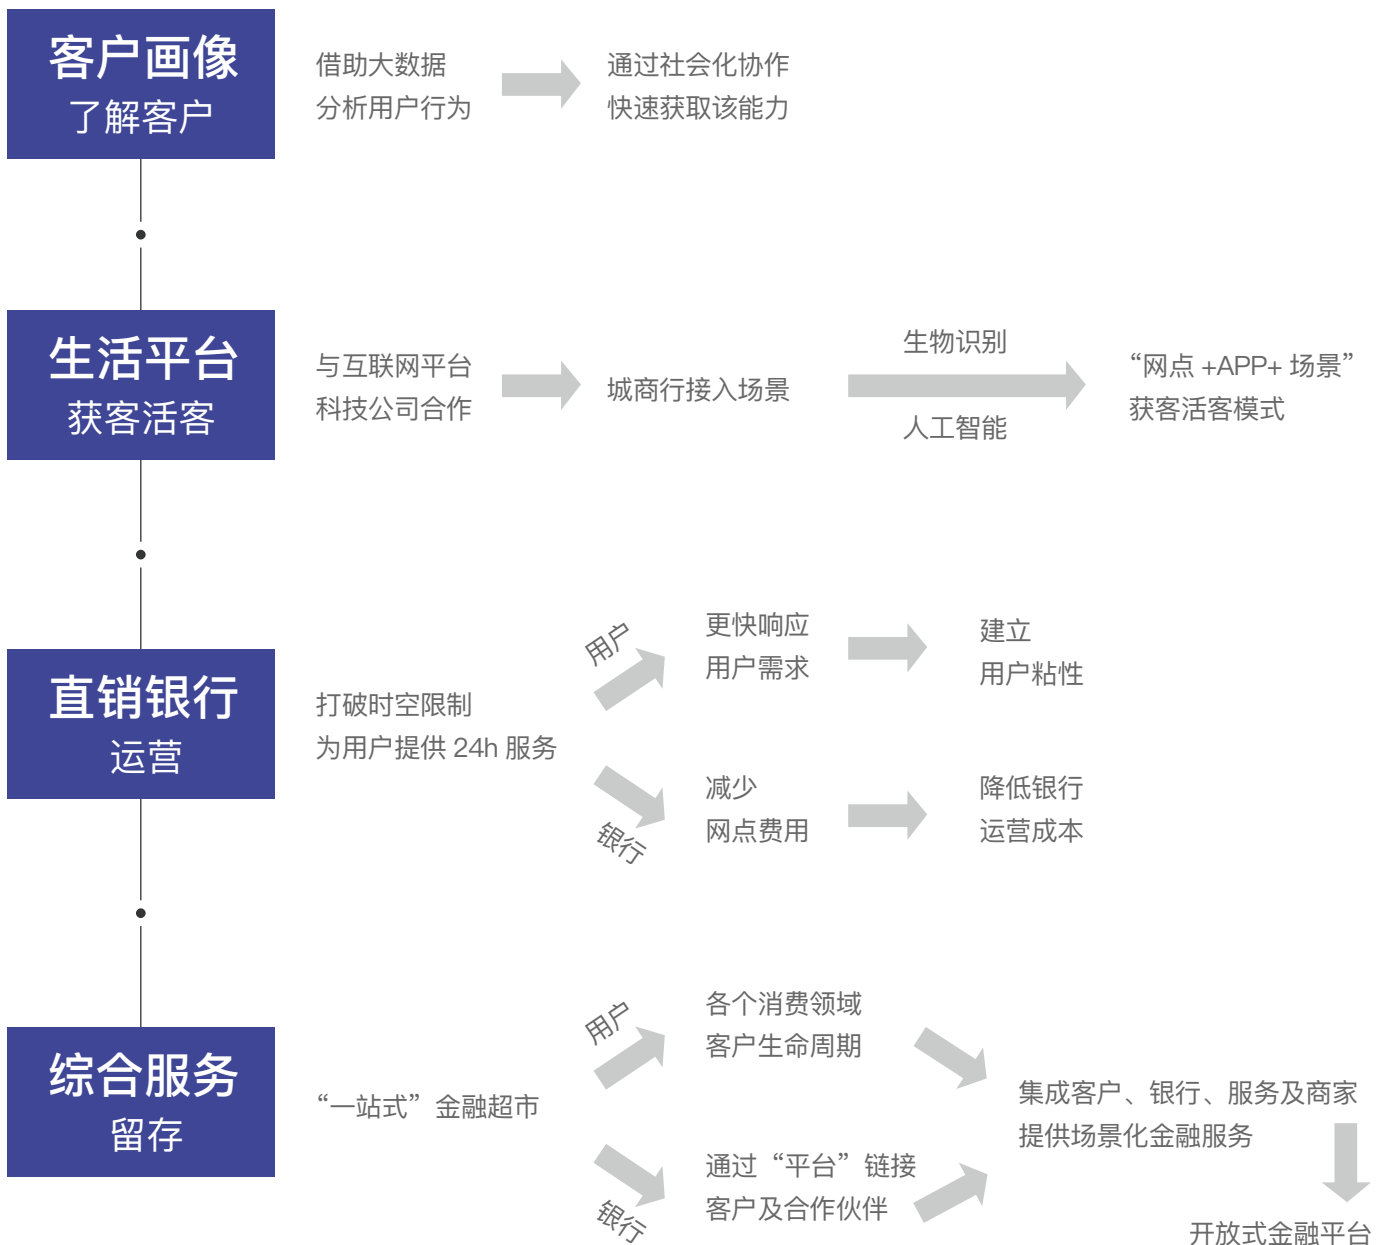 客户画像
了解客户
借助大数据
分析用户行为
通过社会化协作
快速获取该能力
生活平台
获客活客
与互联网平台
科技公司合作
城商行接入场景
生物识别
人工智能
“网点 +APP+ 场景”
获客活客模式
直销银行
运营
打破时空限制
为用户提供 24h 服务
用户
更快响应
用户需求
建立
用户粘性
银行
减少
网点费用
降低银行
运营成本
综合服务
留存
“一站式”金融超市
用户
各个消费领域
客户生命周期
银行
通过“平台”链接
客户及合作伙伴
集成客户、银行、服务及商家
提供场景化金融服务
开放式金融平台